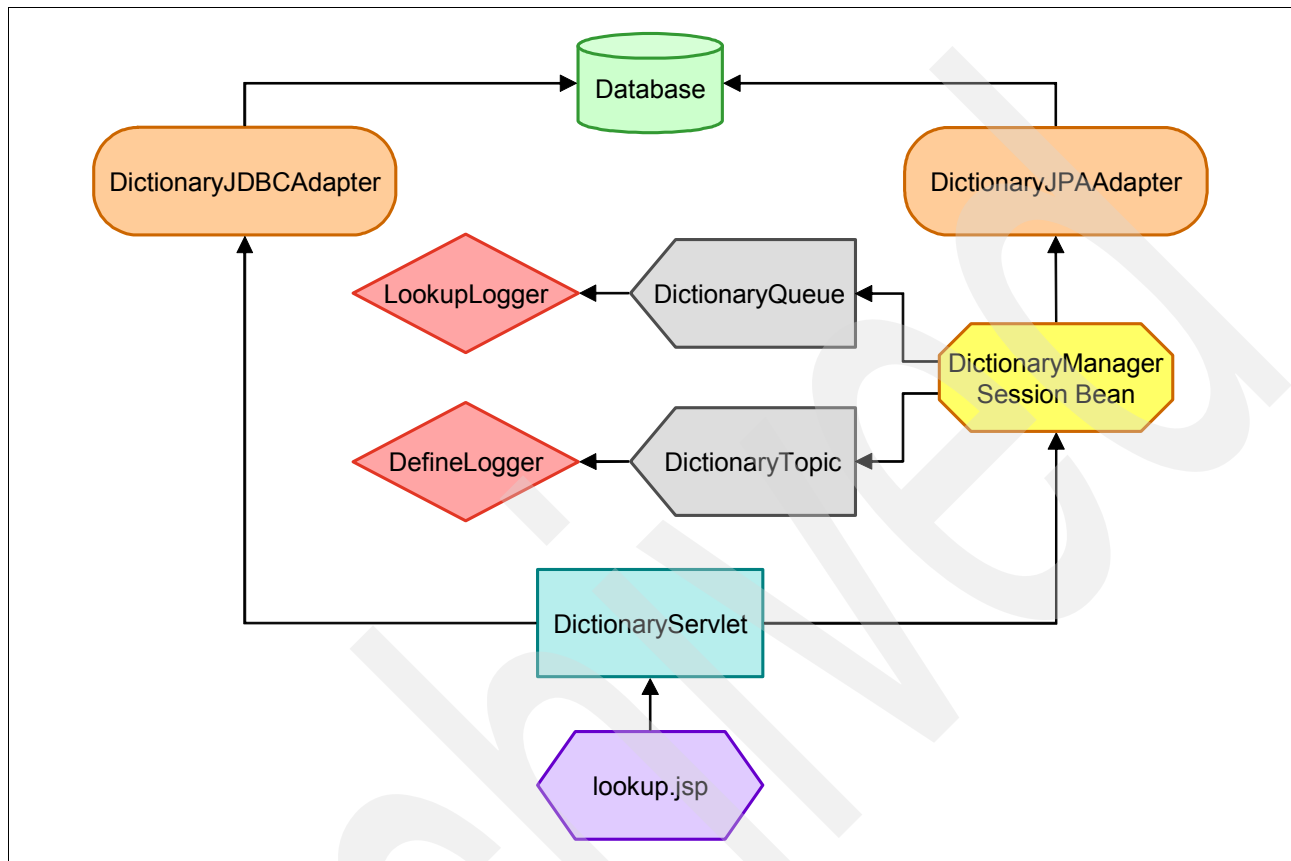 Database
DictionaryJDBCAdapter
DictionaryJPAAdapter
LookupLogger
DictionaryQueue
DictionaryManager
Session Bean
DefineLogger
DictionaryTopic
DictionaryServlet
lookup.jsp